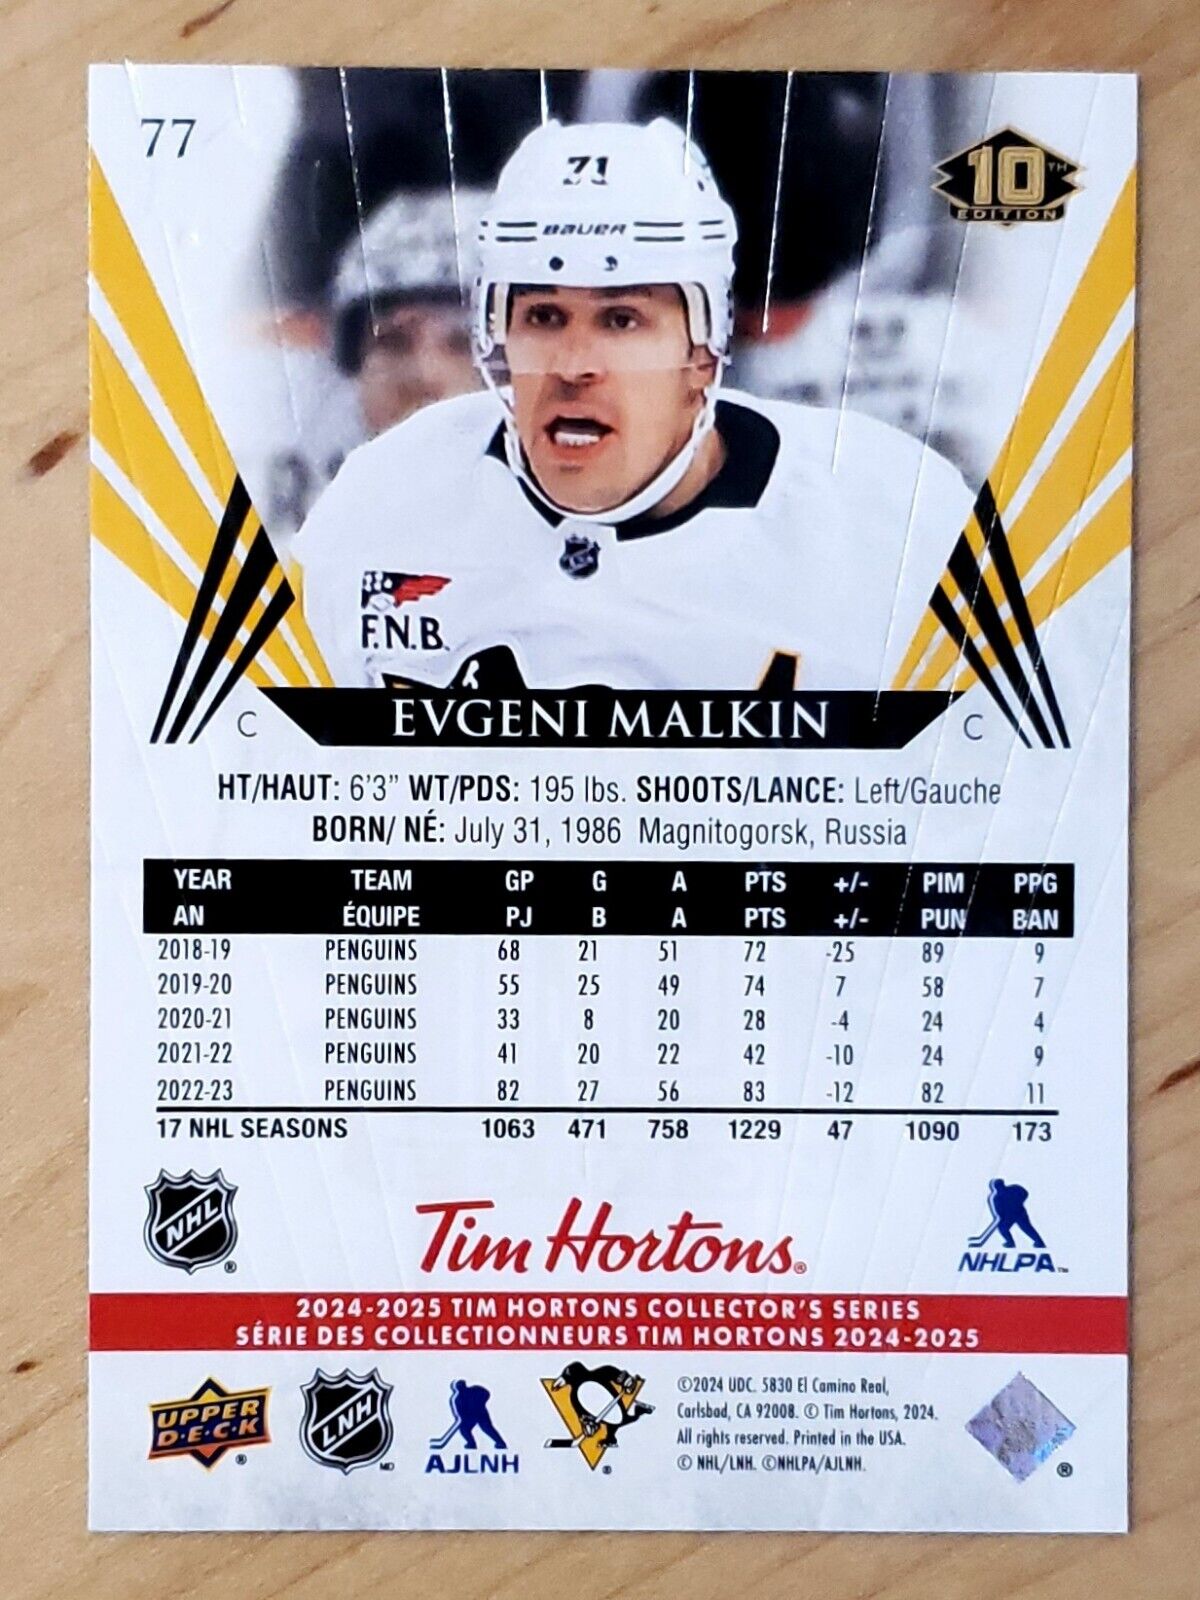 77
10TH
EDITION
71
BAUER
NHL
F.N.B.
C EVGENI MALKIN C
HT/HAUT: 6'3” WT/PDS: 195 lbs. SHOOTS/LANCE: Left/Gauche
BORN/ NÉ: July 31, 1986 Magnitogorsk, Russia
YEAR TEAM GP G A PTS +/- PIM PPG
AN ÉQUIPE PJ B A PTS +/- PUN BAN
2018-19 PENGUINS 68 21 51 72 -25 89 9
2019-20 PENGUINS 55 25 49 74 7 58 7
2020-21 PENGUINS 33 8 20 28 -4 24 4
2021-22 PENGUINS 41 20 22 42 -10 24 9
2022-23 PENGUINS 82 27 56 83 -12 82 11
17 NHL SEASONS 1063 471 758 1229 47 1090 173
NHL ® Tim Hortons® NHLPA™
2024-2025 TIM HORTONS COLLECTOR'S SERIES
SÉRIE DES COLLECTIONNEURS TIM HORTONS 2024-2025
UPPER
D·E·C·K ®
LNH MD
AJLNH
®
©2024 UDC. 5830 El Camino Real,
Carlsbad, CA 92008. © Tim Hortons, 2024.
All rights reserved. Printed in the USA.
© NHL/LNH. ©NHLPA/AJLNH.
®